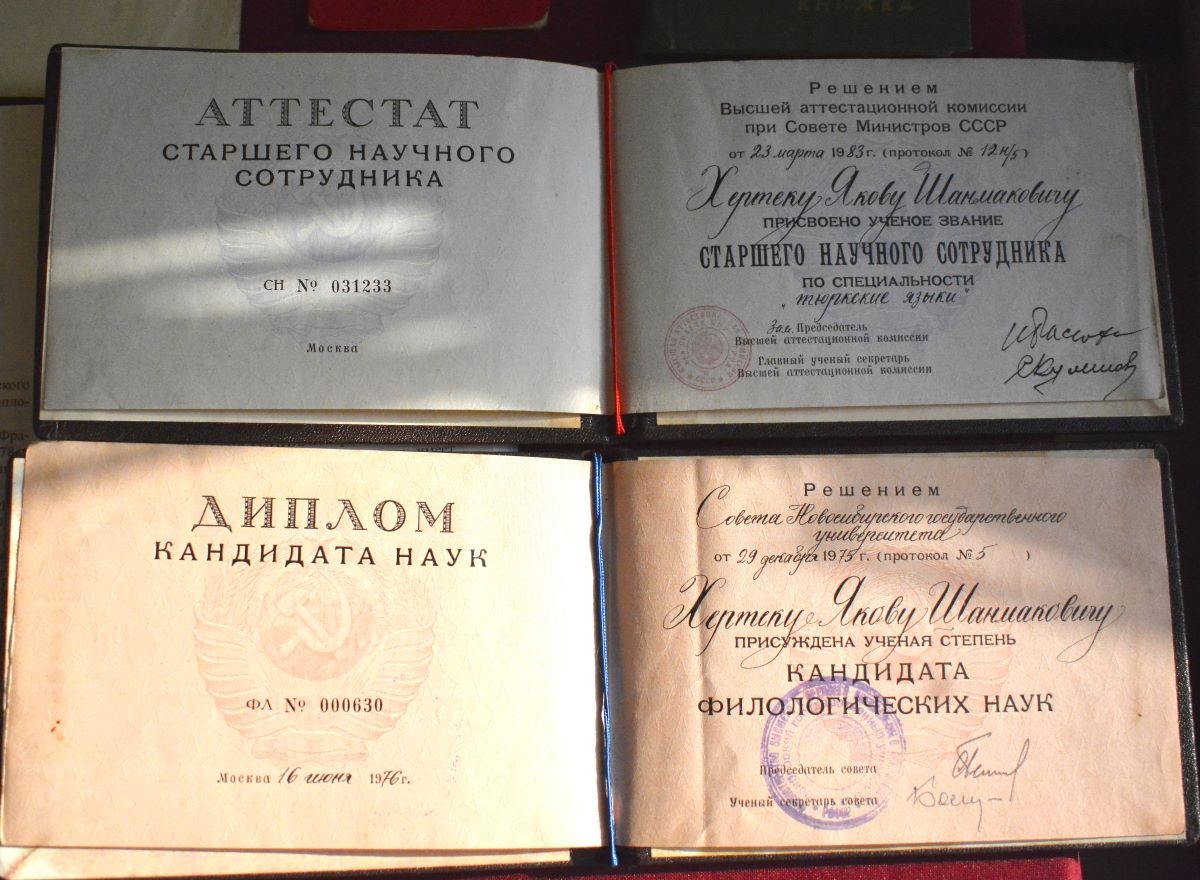 КНИЖКА
АТТЕСТАТ
СТАРШЕГО НАУЧНОГО
СОТРУДНИКА
СН № 031233
Москва
Решением
Высшей аттестационной комиссии
при Совете Министров СССР
от 23 марта 1983 г. (протокол № 12н/5)
Хертеку Якову Шанмаковичу
ПРИСВОЕНО УЧЕНОЕ ЗВАНИЕ
СТАРШЕГО НАУЧНОГО СОТРУДНИКА
ПО СПЕЦИАЛЬНОСТИ
"тюркские языки"
Зам. Председатель
Высшей аттестационной комиссии
Главный ученый секретарь
Высшей аттестационной комиссии
ДИПЛОМ
КАНДИДАТА НАУК
ФЛ № 000630
Москва 16 июня 1976 г.
Решением
Совета Новосибирского государственного
университета
от 29 декабря 1975 г. (протокол № 5 )
Хертеку Якову Шанмаковичу
ПРИСУЖДЕНА УЧЕНАЯ СТЕПЕНЬ
КАНДИДАТА
ФИЛОЛОГИЧЕСКИХ НАУК
Председатель совета
Ученый секретарь совета